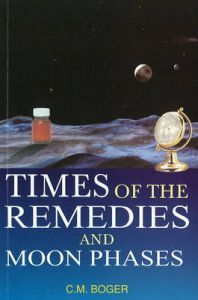 TIMES OF THE
REMEDIES
AND
MOON PHASES
C.M. BOGER